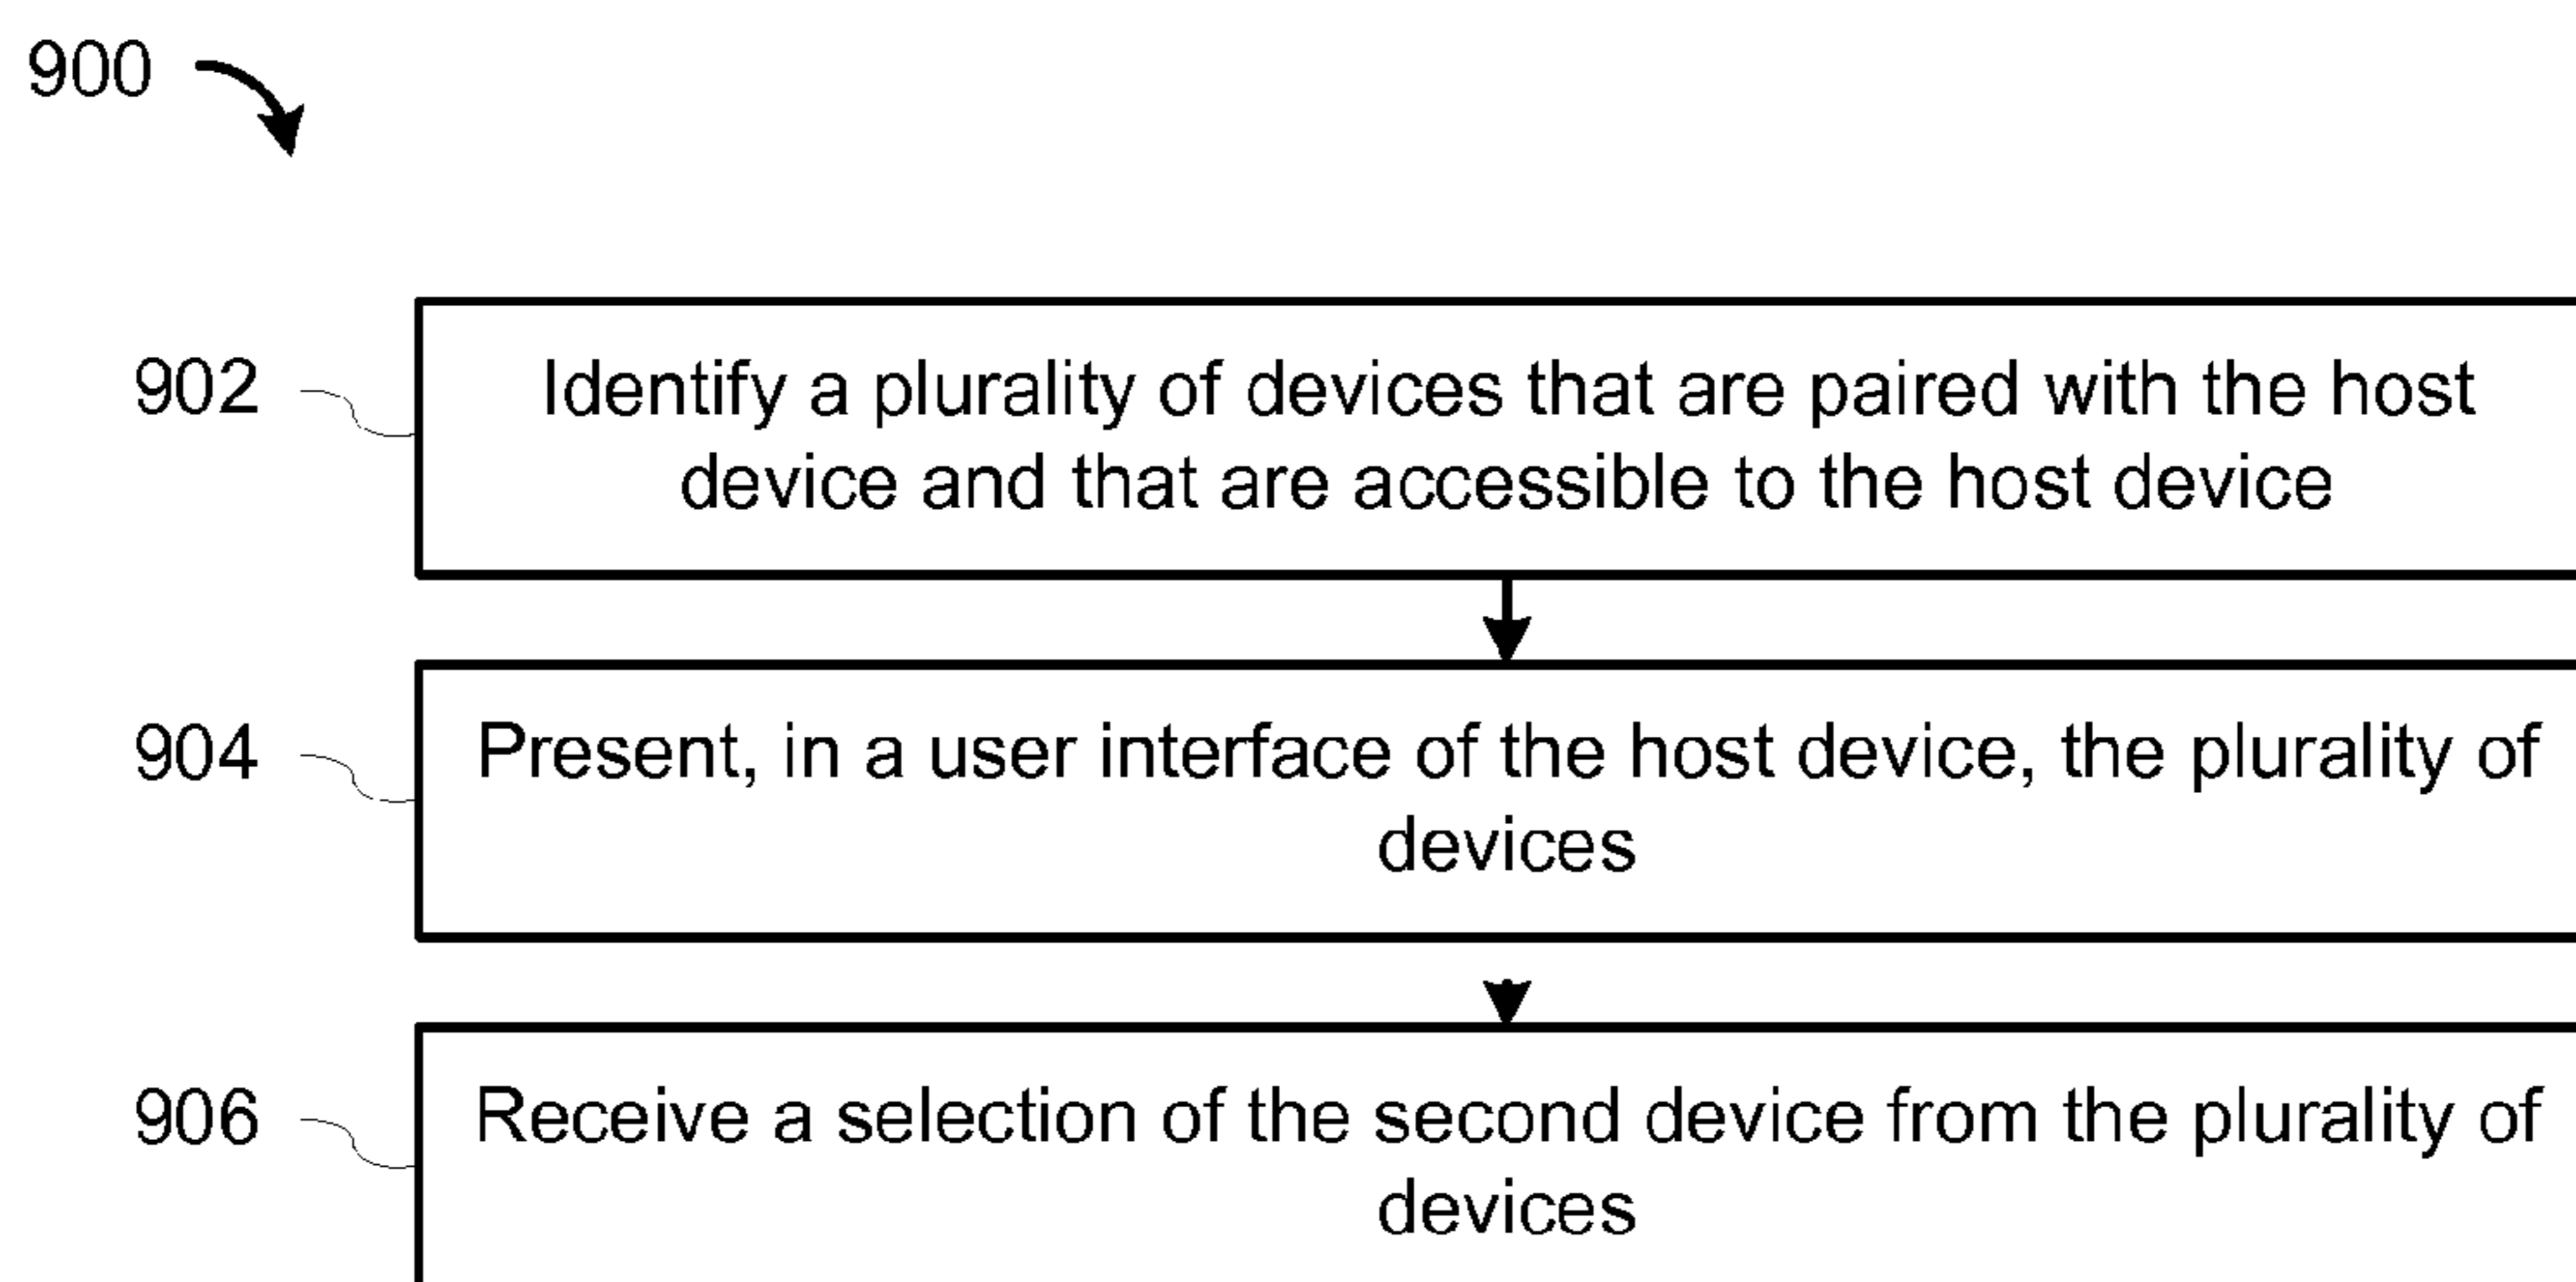 900
902
Identify a plurality of devices that are paired with the host
device and that are accessible to the host device
904
Present, in a user interface of the host device, the plurality of
devices
906
Receive a selection of the second device from the plurality of
devices